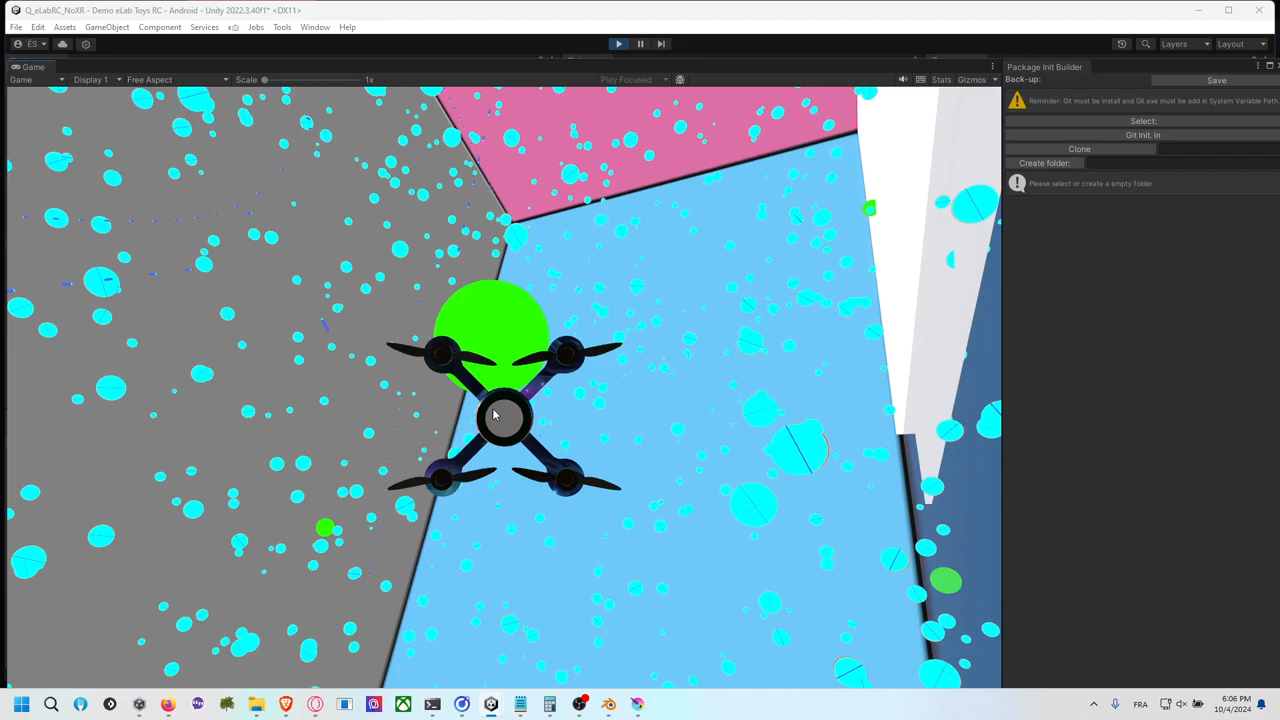 Q_eLabRC_NoXR - Demo eLab Toys RC - Android - Unity 2022.3.40f1* <DX11>
File Edit Assets GameObject Component Services Jobs Tools Window Help
ÉS Layers Layout
Game Package Init Builder
Game Display 1 Free Aspect Scale 1x Play Focused Stats Gizmos
Back-up: Save
Reminder: Git must be install and Git.exe must be add in System Variable Path.
Select:
Git Init. in
Clone
Create folder:
Please select or create a empty folder
FRA
6:06 PM
10/4/2024